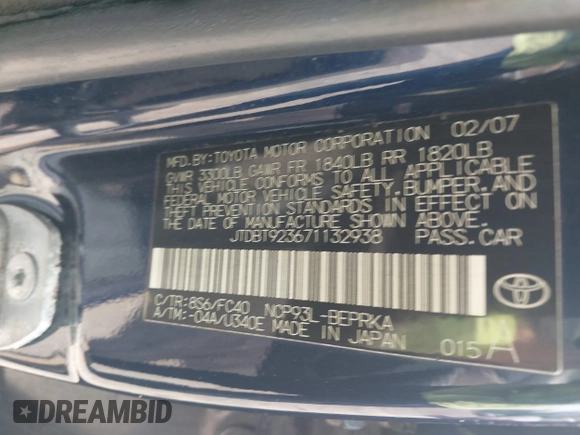 MFD.BY:TOYOTA MOTOR CORPORATION 02/07
GVWR 3300LB GAWR FR 1840LB RR 1820LB
THIS VEHICLE CONFORMS TO ALL APPLICABLE
FEDERAL MOTOR VEHICLE SAFETY, BUMPER, AND
THEFT PREVENTION STANDARDS IN EFFECT ON
THE DATE OF MANUFACTURE SHOWN ABOVE.
JTDBT923671132938 PASS.CAR
C/TR:8S6/FC40 NCP93L-BEPRKA
A/TM:-04A/U340E MADE IN JAPAN 015A
DREAMBID